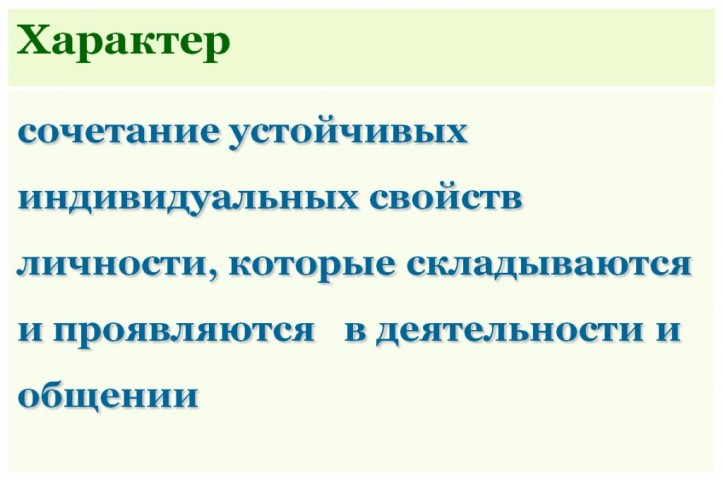 Характер
сочетание устойчивых
индивидуальных свойств
личности, которые складываются
и проявляются в деятельности и
общении